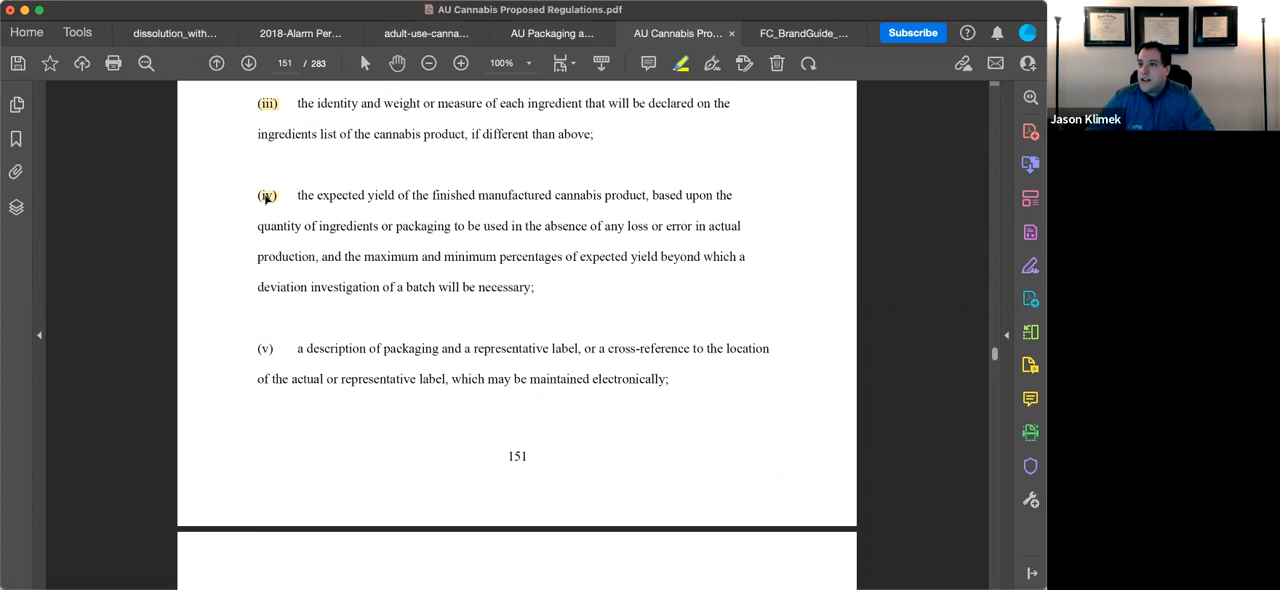 AU Cannabis Proposed Regulations.pdf
Home Tools dissolution_with... 2018-Alarm Per... adult-use-canna... AU Packaging a... AU Cannabis Pro... × FC_BrandGuide_... Subscribe
151 / 283 100%
Jason Klimek
(iii) the identity and weight or measure of each ingredient that will be declared on the
ingredients list of the cannabis product, if different than above;
(iv) the expected yield of the finished manufactured cannabis product, based upon the
quantity of ingredients or packaging to be used in the absence of any loss or error in actual
production, and the maximum and minimum percentages of expected yield beyond which a
deviation investigation of a batch will be necessary;
(v) a description of packaging and a representative label, or a cross-reference to the location
of the actual or representative label, which may be maintained electronically;
151